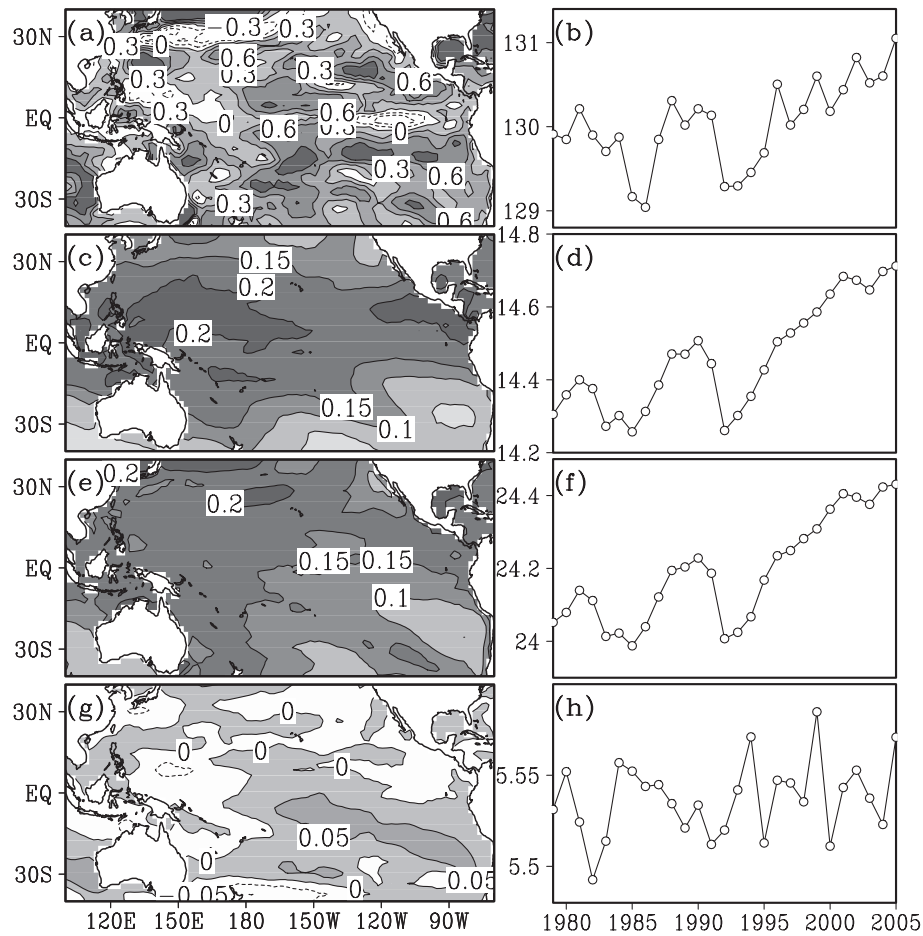 (a)
30N
EQ
30S
0.3
0
−0.3
0.3
0.6
0.3
0.3
0.3
0.6
0.3
0
0.6
0.6
0.3
0
0.3
0.6
0.3
0.6
(b)
131
130
129
(c)
30N
EQ
30S
0.15
0.2
0.2
0.15
0.1
(d)
14.8
14.6
14.4
14.2
(e)
30N
EQ
30S
0.2
0.2
0.15
0.15
0.1
(f)
24.4
24.2
24
(g)
30N
EQ
30S
0
0
0
0
0.05
0
−0.05
0
0.05
120E 150E 180 150W 120W 90W
(h)
5.55
5.5
1980 1985 1990 1995 2000 2005